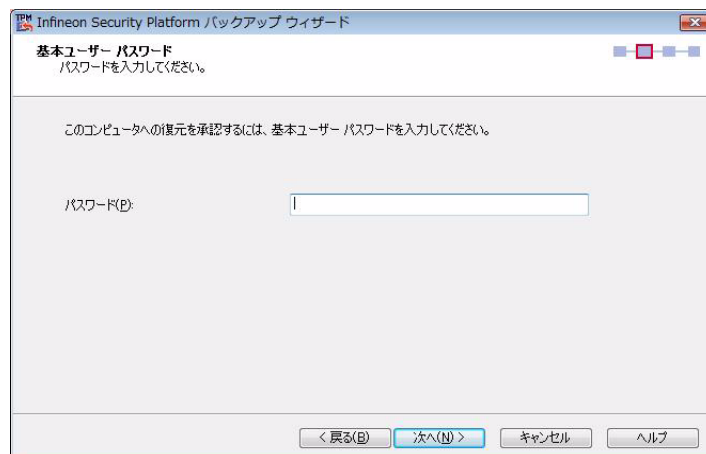 TPM Infineon Security Platform バックアップ ウィザード
基本ユーザー パスワード
パスワードを入力してください。
このコンピュータへの復元を承認するには、基本ユーザー パスワードを入力してください。
パスワード(P):
< 戻る(B)
次へ(N) >
キャンセル
ヘルプ